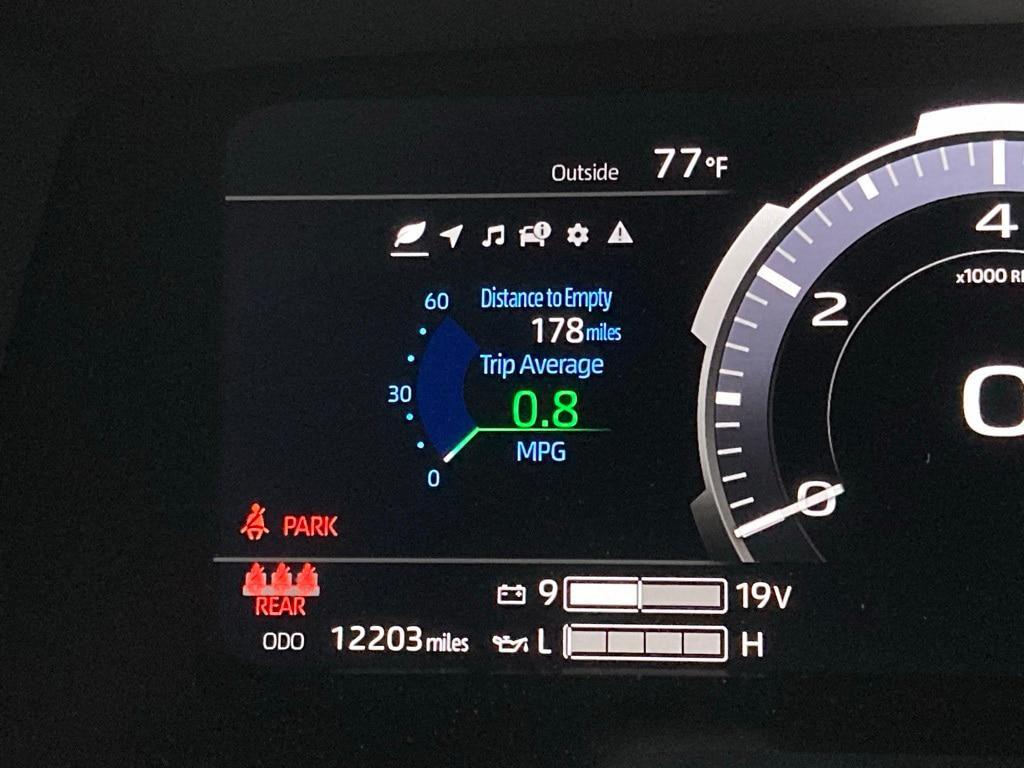 Outside 77°F
60
Distance to Empty
178 miles
Trip Average
30
0.8
MPG
0
PARK
REAR
ODO 12203 miles
9 19V
L H
4
x1000 R
2
0
0